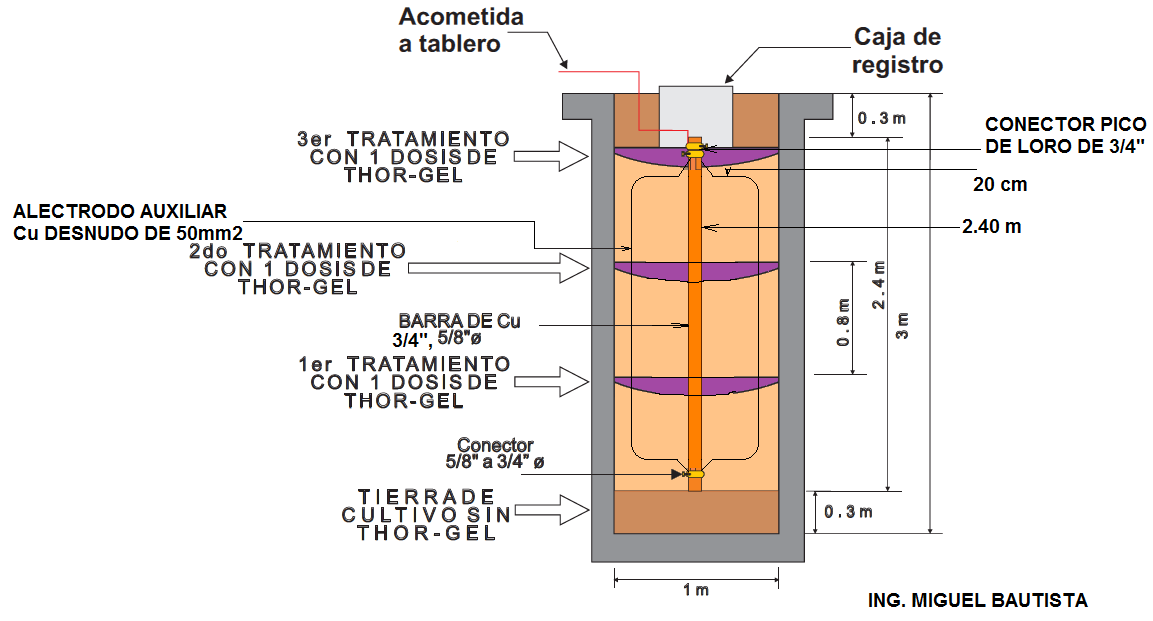 Acometida
a tablero
Caja de
registro
0.3 m
CONECTOR PICO
DE LORO DE 3/4"
3er TRATAMIENTO
CON 1 DOSIS DE
THOR-GEL
20 cm
ALECTRODO AUXILIAR
Cu DESNUDO DE 50mm2
2.40 m
2do TRATAMIENTO
CON 1 DOSIS DE
THOR-GEL
2.4 m
0.8 m
3 m
BARRA DE Cu
3/4", 5/8"ø
1er TRATAMIENTO
CON 1 DOSIS DE
THOR-GEL
Conector
5/8" a 3/4" ø
TIERRA DE
CULTIVO SIN
THOR-GEL
0.3 m
1 m
ING. MIGUEL BAUTISTA